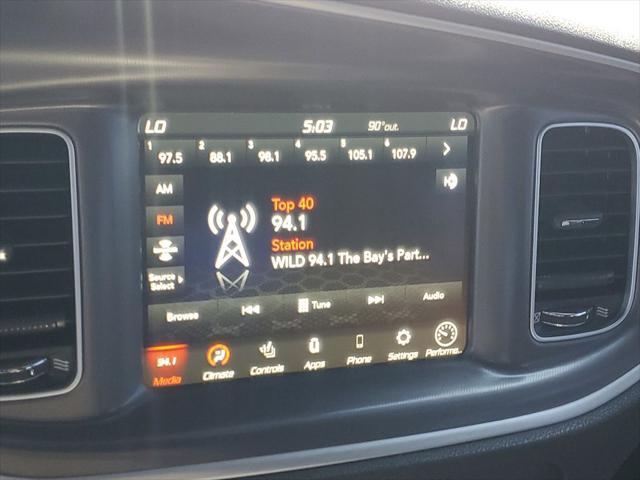 LO 5:03 90°out. LO
1 97.5 2 88.1 3 98.1 4 95.5 5 105.1 6 107.9
AM
FM
Source
Select
Top 40
94.1
Station
WILD 94.1 The Bay's Part...
Browse Tune Audio
94.1
Media Climate Controls Apps Phone Settings Performa...